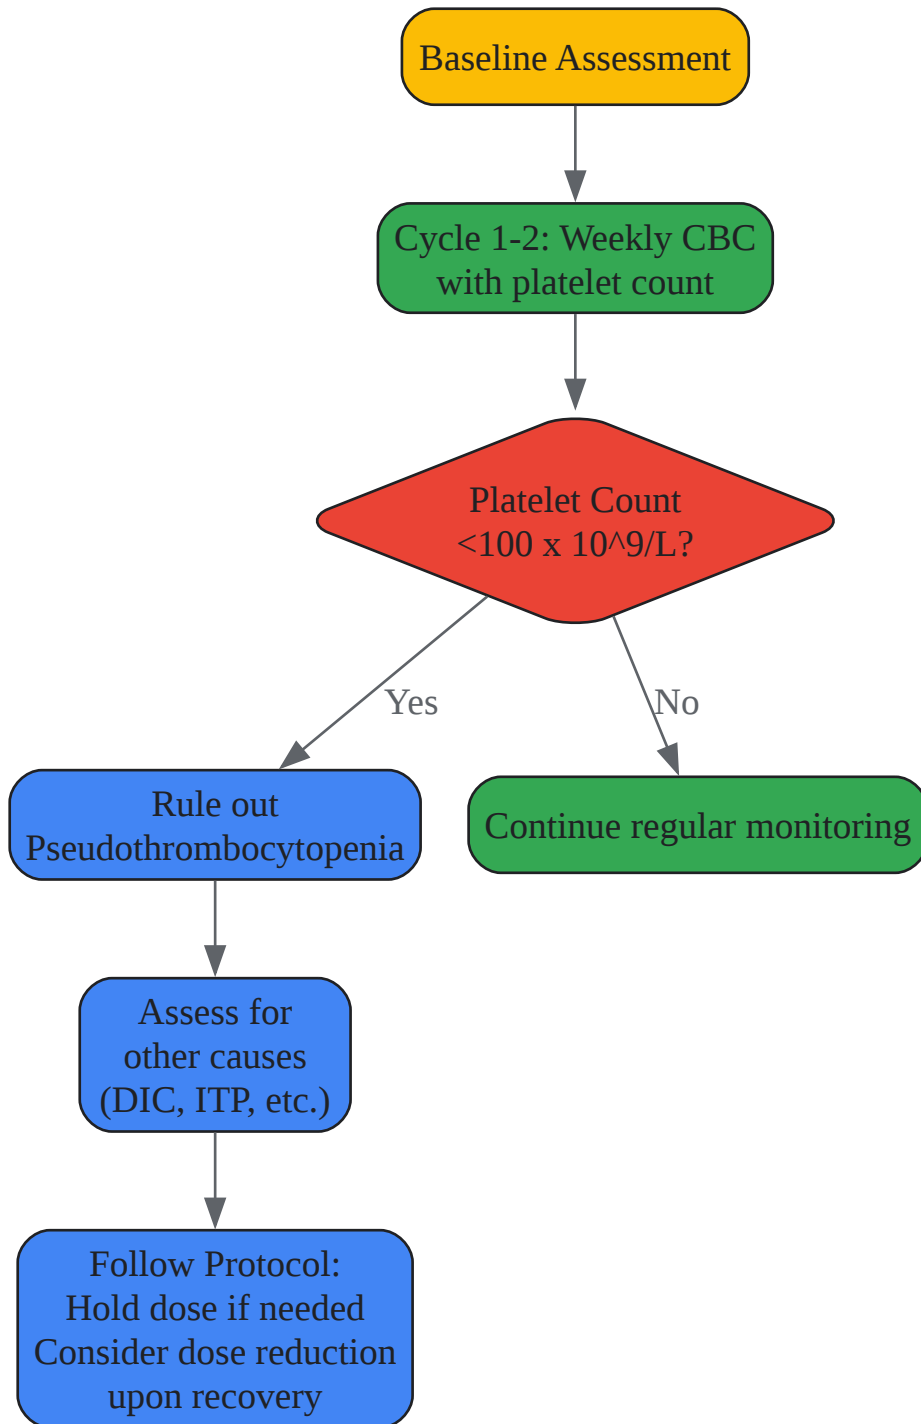 Baseline Assessment
Cycle 1-2: Weekly CBC
with platelet count
Platelet Count
<100 x 10^9/L?
Yes
No
Rule out
Pseudothrombocytopenia
Continue regular monitoring
Assess for
other causes
(DIC, ITP, etc.)
Follow Protocol:
Hold dose if needed
Consider dose reduction
upon recovery